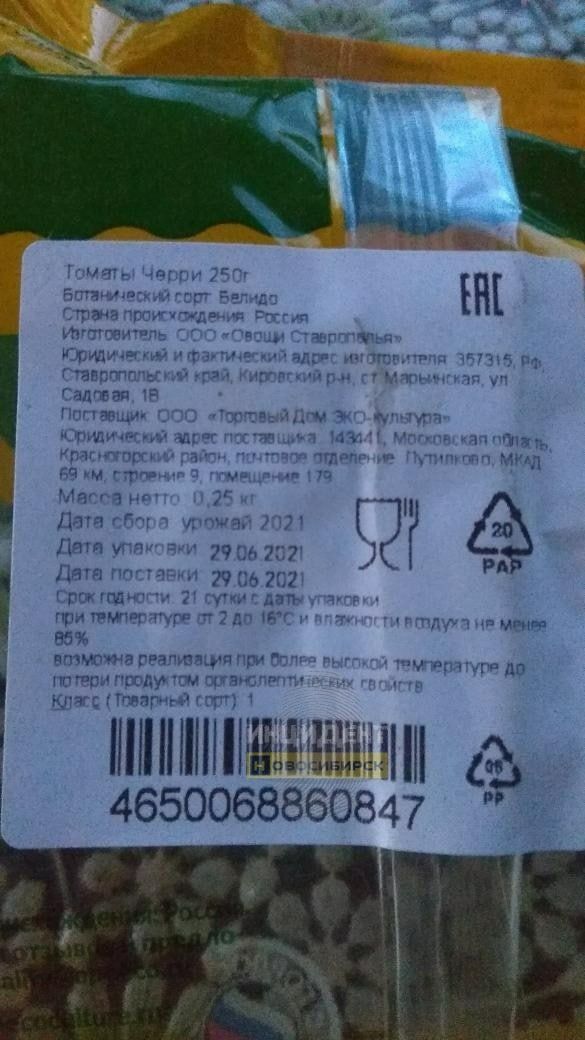 EAC
Томаты Черри 250г
Ботанический сорт: Белидо
Страна происхождения: Россия
Изготовитель: ООО «Овощи Ставрополья»
Юридический и фактический адрес изготовителя: 357315, РФ,
Ставропольский край, Кировский р-н, ст. Марьинская, ул.
Садовая, 1В
Поставщик: ООО «Торговый Дом ЭКО-культура»
Юридический адрес поставщика: 143441, Московская область,
Красногорский район, почтовое отделение Путилково, МКАД
69 км, строение 9, помещение 179
Масса нетто: 0,25 кг
Дата сбора: урожай 2021
Дата упаковки: 29.06.2021
Дата поставки: 29.06.2021
20
PAP
Срок годности: 21 сутки с даты упаковки
при температуре от 2 до 16°С и влажности воздуха не менее
85%
возможна реализация при более высокой температуре до
потери продуктом органолептических свойств
Класс (Товарный сорт): 1
ИНЦИДЕНТ
НОВОСИБИРСК
05
PP
4650068860847
Росси
отзывы и предло
ecoculture.ru